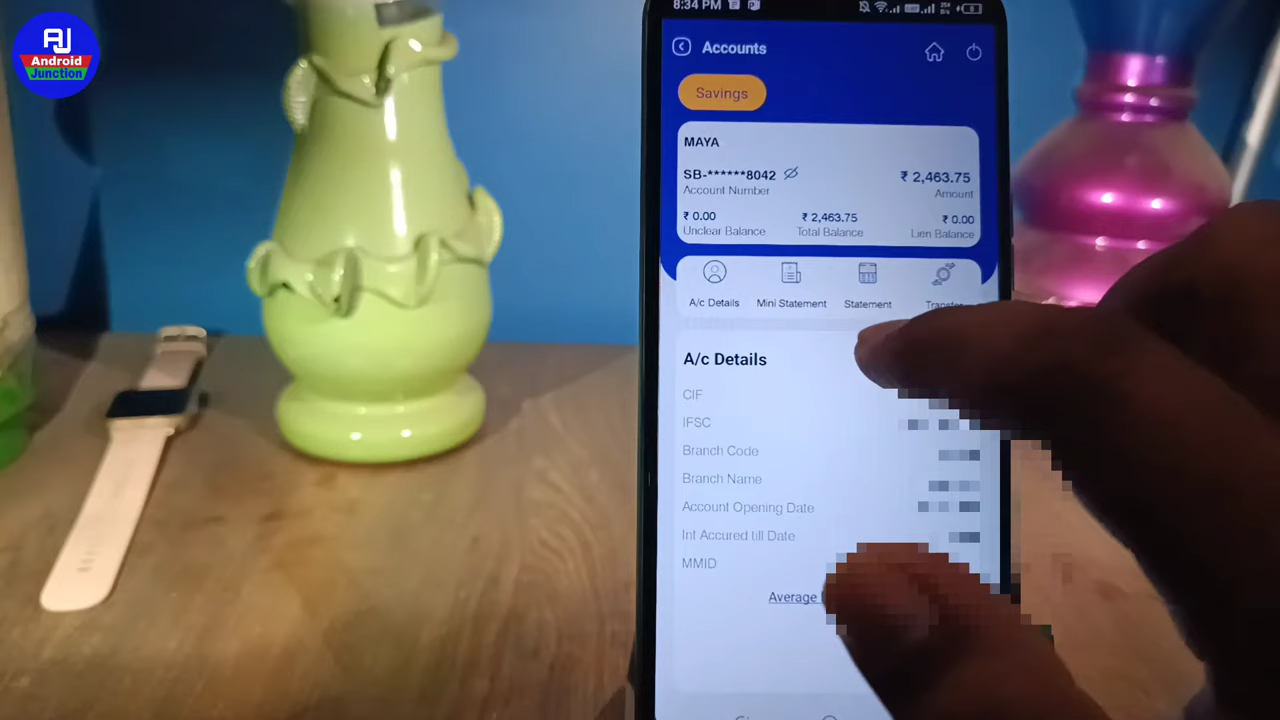 AJ
Android
Junction
8:34 PM
Accounts
Savings
MAYA
SB-******8042
₹ 2,463.75
Account Number
Amount
₹ 0.00
₹ 2,463.75
₹ 0.00
Unclear Balance
Total Balance
Lien Balance
A/c Details
Mini Statement
Statement
Transfer
A/c Details
CIF
IFSC
Branch Code
Branch Name
Account Opening Date
Int Accured till Date
MMID
Average